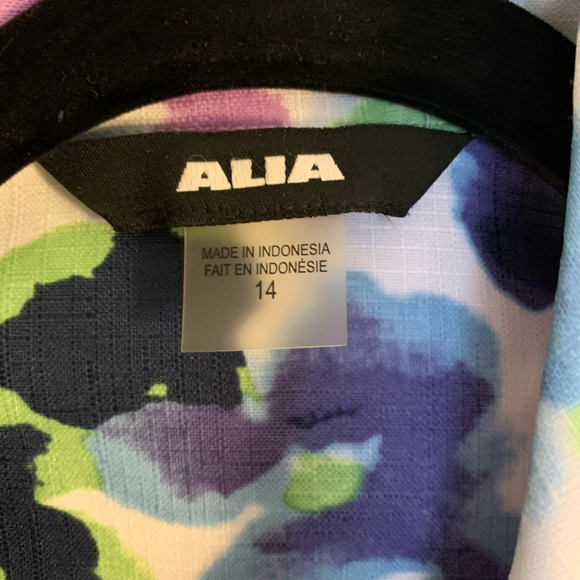 ALIA
MADE IN INDONESIA
FAIT EN INDONÉSIE
14